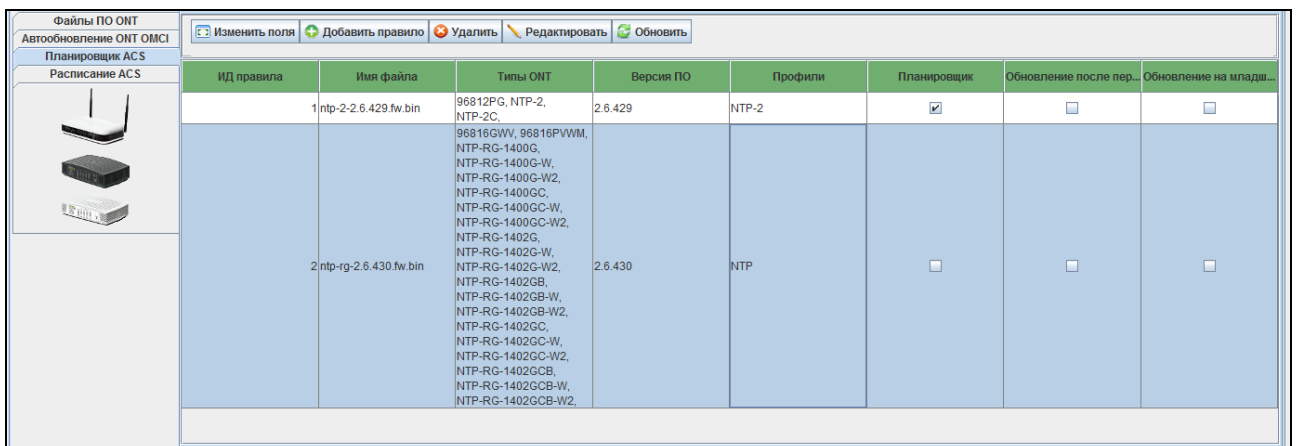 Файлы ПО ONT
Автообновление ONT OMCI
Планировщик ACS
Расписание ACS
Изменить поля Добавить правило Удалить Редактировать Обновить
ИД правила Имя файла Типы ONT Версия ПО Профили Планировщик Обновление после пер... Обновление на младш...
1 ntp-2-2.6.429.fw.bin 96812PG, NTP-2, 2.6.429 NTP-2
NTP-2C,
96816GWV, 96816PVWM,
NTP-RG-1400G,
NTP-RG-1400G-W,
NTP-RG-1400G-W2,
NTP-RG-1400GC,
NTP-RG-1400GC-W,
NTP-RG-1400GC-W2,
NTP-RG-1402G,
NTP-RG-1402G-W,
2 ntp-rg-2.6.430.fw.bin NTP-RG-1402G-W2, 2.6.430 NTP
NTP-RG-1402GB,
NTP-RG-1402GB-W,
NTP-RG-1402GB-W2,
NTP-RG-1402GC,
NTP-RG-1402GC-W,
NTP-RG-1402GC-W2,
NTP-RG-1402GCB,
NTP-RG-1402GCB-W,
NTP-RG-1402GCB-W2,